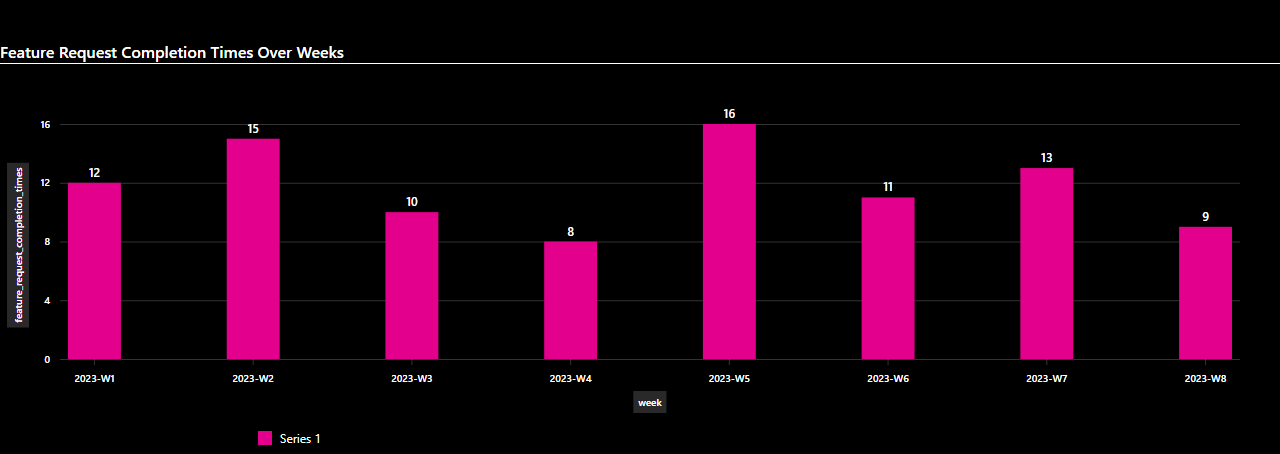 Feature Request Completion Times Over Weeks
16
12
8
4
0
feature_request_completion_times
12
15
10
8
16
11
13
9
2023-W1
2023-W2
2023-W3
2023-W4
2023-W5
2023-W6
2023-W7
2023-W8
week
Series 1